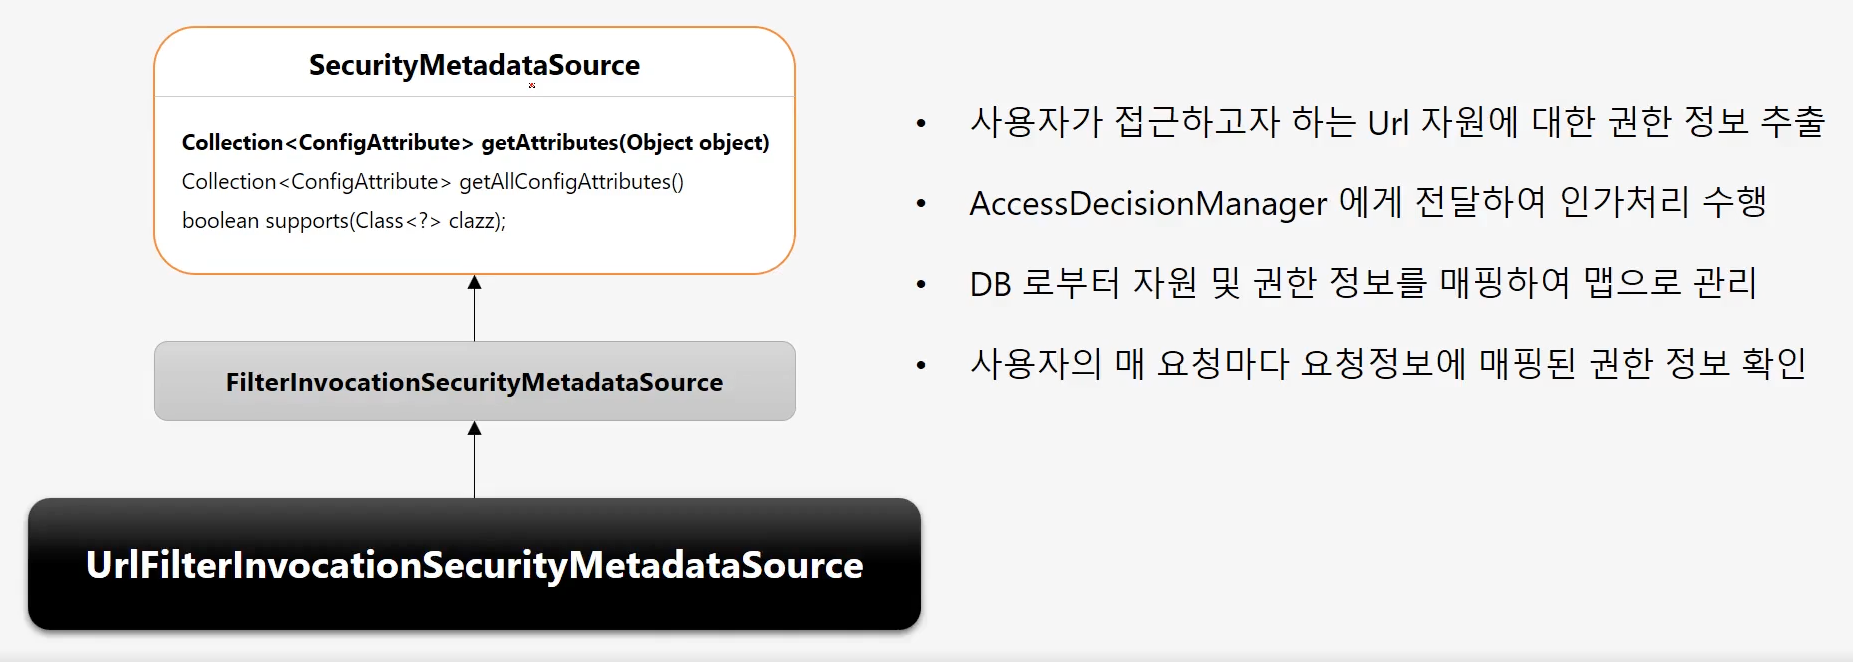 SecurityMetadataSource
Collection<ConfigAttribute> getAttributes(Object object)
Collection<ConfigAttribute> getAllConfigAttributes()
boolean supports(Class<?> clazz);
FilterInvocationSecurityMetadataSource
UrlFilterInvocationSecurityMetadataSource
• 사용자가 접근하고자 하는 Url 자원에 대한 권한 정보 추출
• AccessDecisionManager 에게 전달하여 인가처리 수행
• DB 로부터 자원 및 권한 정보를 매핑하여 맵으로 관리
• 사용자의 매 요청마다 요청정보에 매핑된 권한 정보 확인